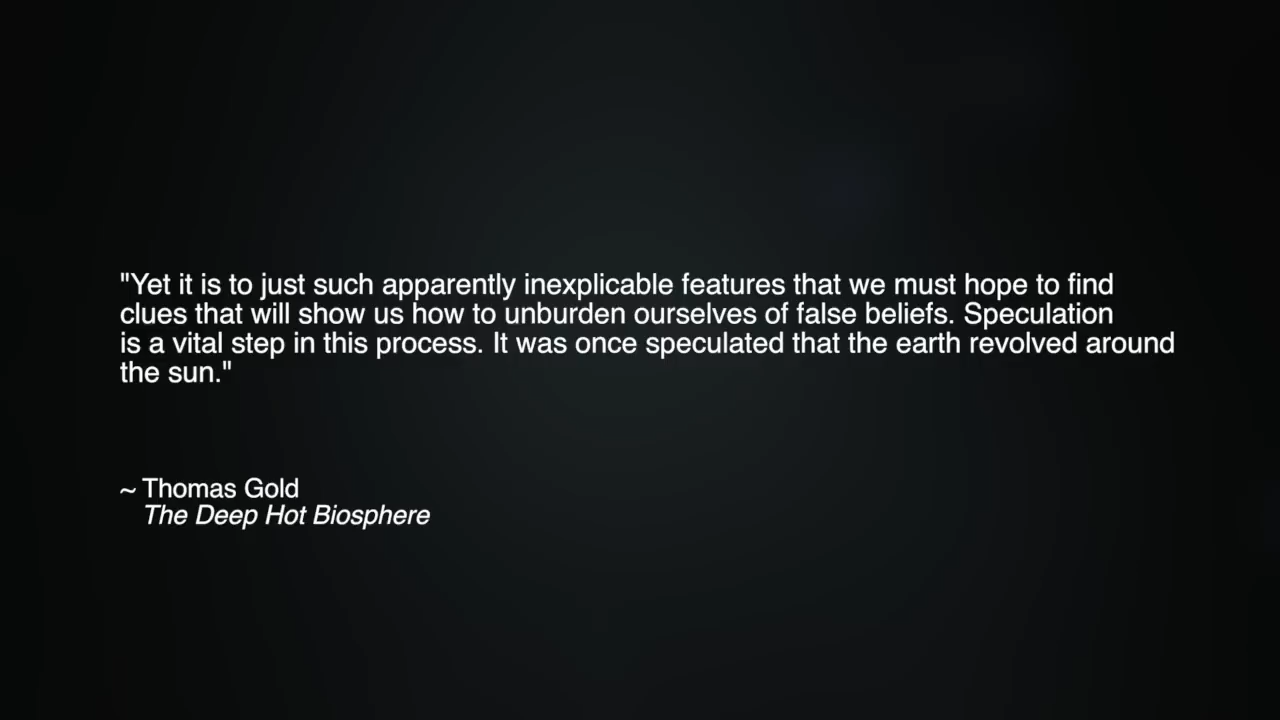 "Yet it is to just such apparently inexplicable features that we must hope to find
clues that will show us how to unburden ourselves of false beliefs. Speculation
is a vital step in this process. It was once speculated that the earth revolved around
the sun."
~ Thomas Gold
The Deep Hot Biosphere